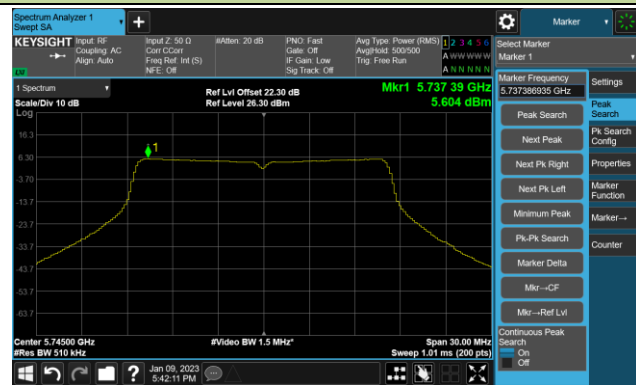 Spectrum Analyzer 1
Swept SA
Marker
KEYSIGHT
Input: RF
Coupling: AC
Align: Auto
Input Z: 50 Ω
Corr CCorr
Freq Ref: Int (S)
NFE: Off
#Atten: 20 dB
PNO: Fast
Gate: Off
IF Gain: Low
Sig Track: Off
Avg Type: Power (RMS)
Avg|Hold: 500/500
Trig: Free Run
1 2 3 4 5 6
A W W W W W
A N N N N N
Select Marker
Marker 1
1 Spectrum
Scale/Div 10 dB
Log
Ref Lvl Offset 22.30 dB
Ref Level 26.30 dBm
Mkr1 5.737 39 GHz
5.604 dBm
1
16.3
6.30
-3.70
-13.7
-23.7
-33.7
-43.7
-53.7
-63.7
Center 5.74500 GHz
#Res BW 510 kHz
#Video BW 1.5 MHz*
Span 30.00 MHz
Sweep 1.01 ms (200 pts)
Marker Frequency
5.737386935 GHz
Peak Search
Next Peak
Next Pk Right
Next Pk Left
Minimum Peak
Pk-Pk Search
Marker Delta
Mkr→CF
Mkr→Ref Lvl
Continuous Peak
Search
On
Off
Settings
Peak
Search
Pk Search
Config
Properties
Marker
Function
Marker→
Counter
Jan 09, 2023
5:42:11 PM